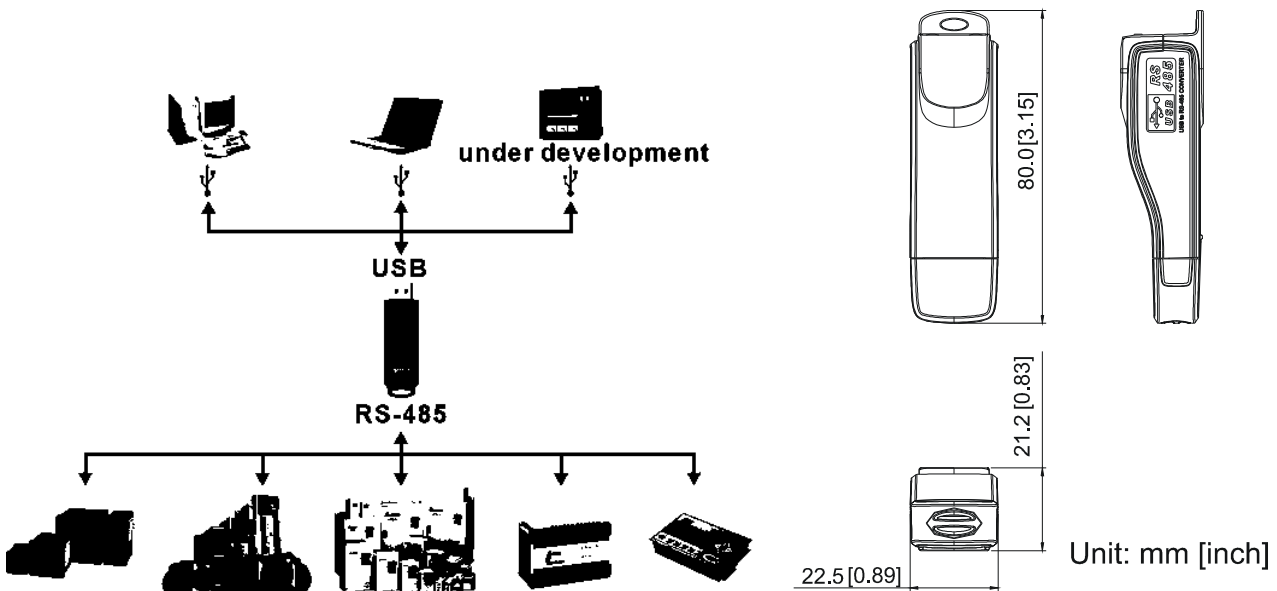 under development
USB
RS-485
80.0[3.15]
RS
485
USB
USB to RS-485 CONVERTER
21.2 [0.83]
22.5 [0.89]
Unit: mm [inch]